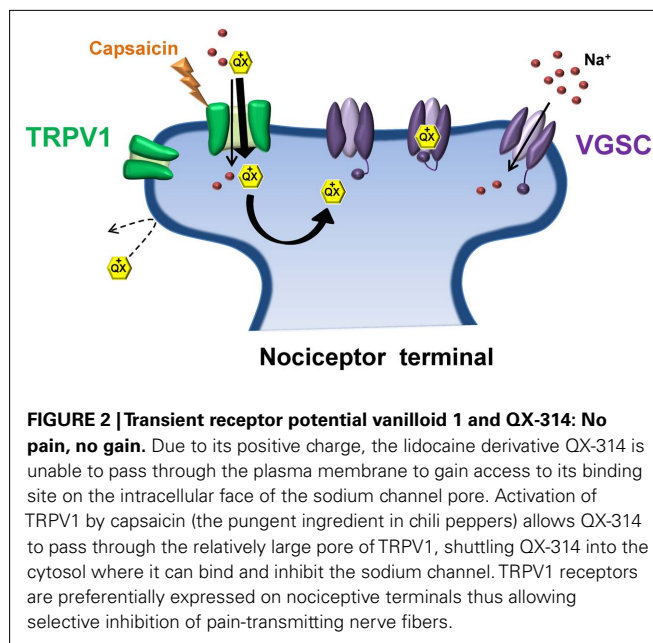 Capsaicin
+
QX
Na+
TRPV1
VGSC
+
QX
+
QX
+
QX
+
QX
Nociceptor terminal
FIGURE 2 | Transient receptor potential vanilloid 1 and QX-314: No
pain, no gain. Due to its positive charge, the lidocaine derivative QX-314 is
unable to pass through the plasma membrane to gain access to its binding
site on the intracellular face of the sodium channel pore. Activation of
TRPV1 by capsaicin (the pungent ingredient in chili peppers) allows QX-314
to pass through the relatively large pore of TRPV1, shuttling QX-314 into the
cytosol where it can bind and inhibit the sodium channel. TRPV1 receptors
are preferentially expressed on nociceptive terminals thus allowing
selective inhibition of pain-transmitting nerve fibers.